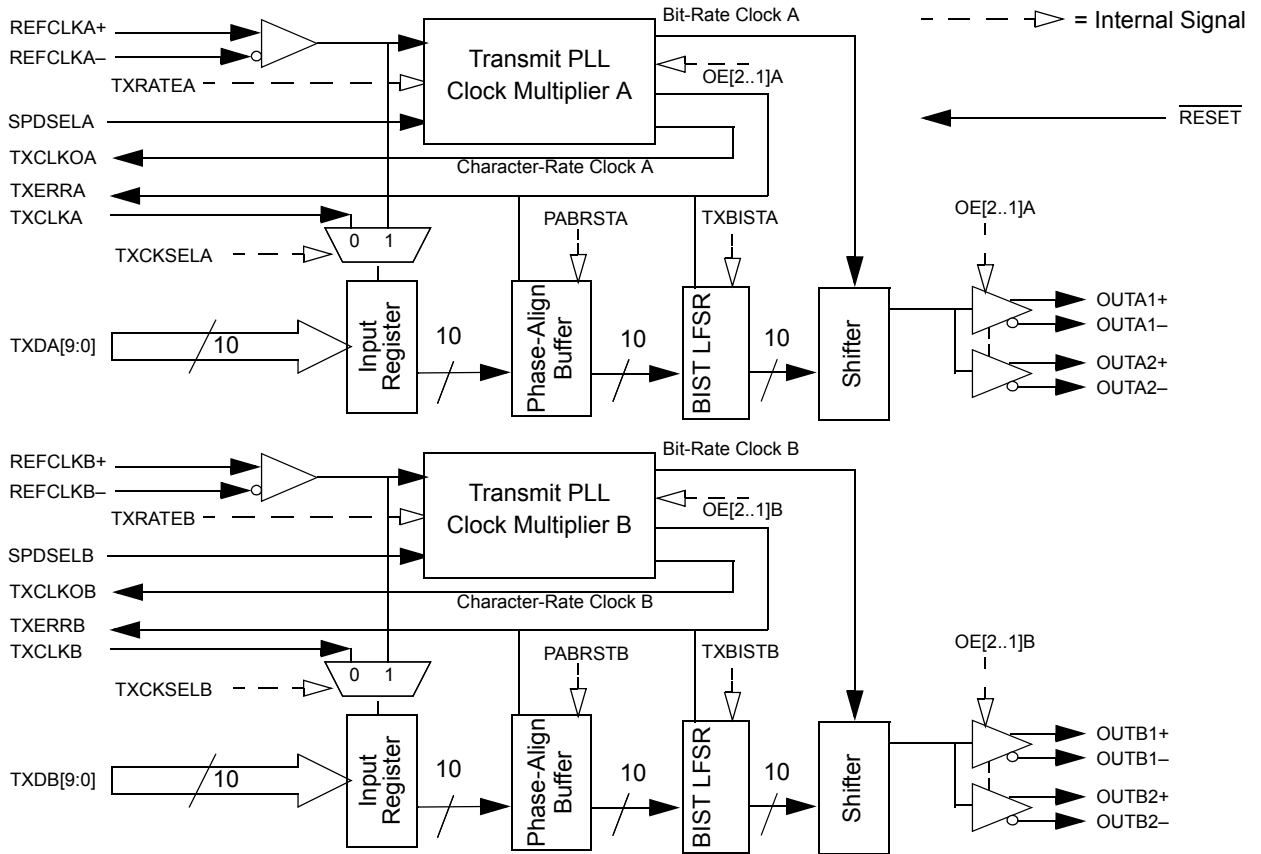 Bit-Rate Clock A
= Internal Signal
REFCLKA+
REFCLKA–
Transmit PLL
Clock Multiplier A
TXRATEA
OE[2..1]A
SPDSELA
RESET
TXCLKOA
Character-Rate Clock A
TXERRA
TXCLKA
PABRSTA
TXBISTA
OE[2..1]A
0 1
TXCKSELA
TXDA[9:0]
10
Input
Register
10
Phase-Align
Buffer
10
BIST LFSR
10
Shifter
OUTA1+
OUTA1–
OUTA2+
OUTA2–
Bit-Rate Clock B
REFCLKB+
REFCLKB–
Transmit PLL
Clock Multiplier B
TXRATEB
OE[2..1]B
SPDSELB
TXCLKOB
Character-Rate Clock B
TXERRB
TXCLKB
PABRSTB
TXBISTB
OE[2..1]B
0 1
TXCKSELB
TXDB[9:0]
10
Input
Register
10
Phase-Align
Buffer
10
BIST LFSR
10
Shifter
OUTB1+
OUTB1–
OUTB2+
OUTB2–